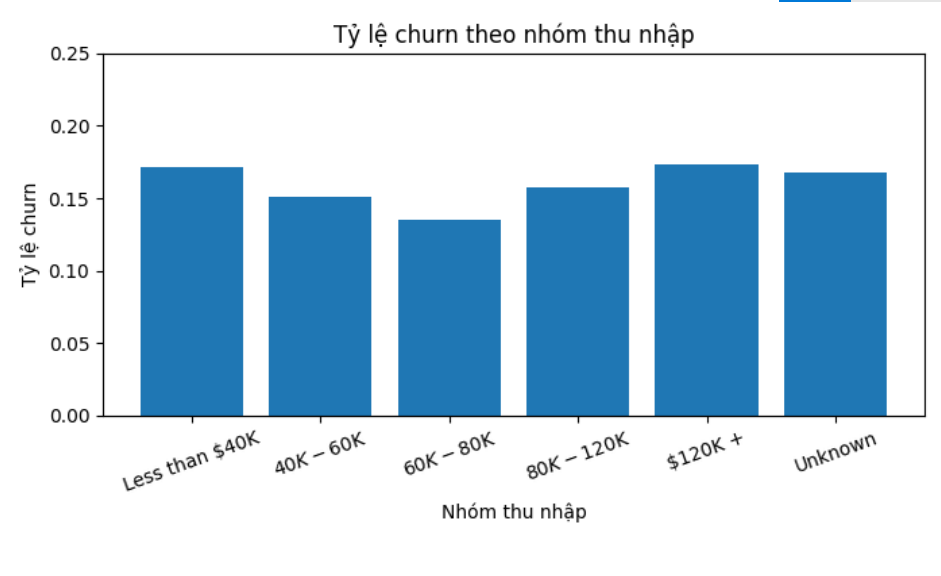 Tỷ lệ churn theo nhóm thu nhập
Tỷ lệ churn
0.25
0.20
0.15
0.10
0.05
0.00
Less than $40K
40K − 60K
60K − 80K
80K − 120K
$120K +
Unknown
Nhóm thu nhập